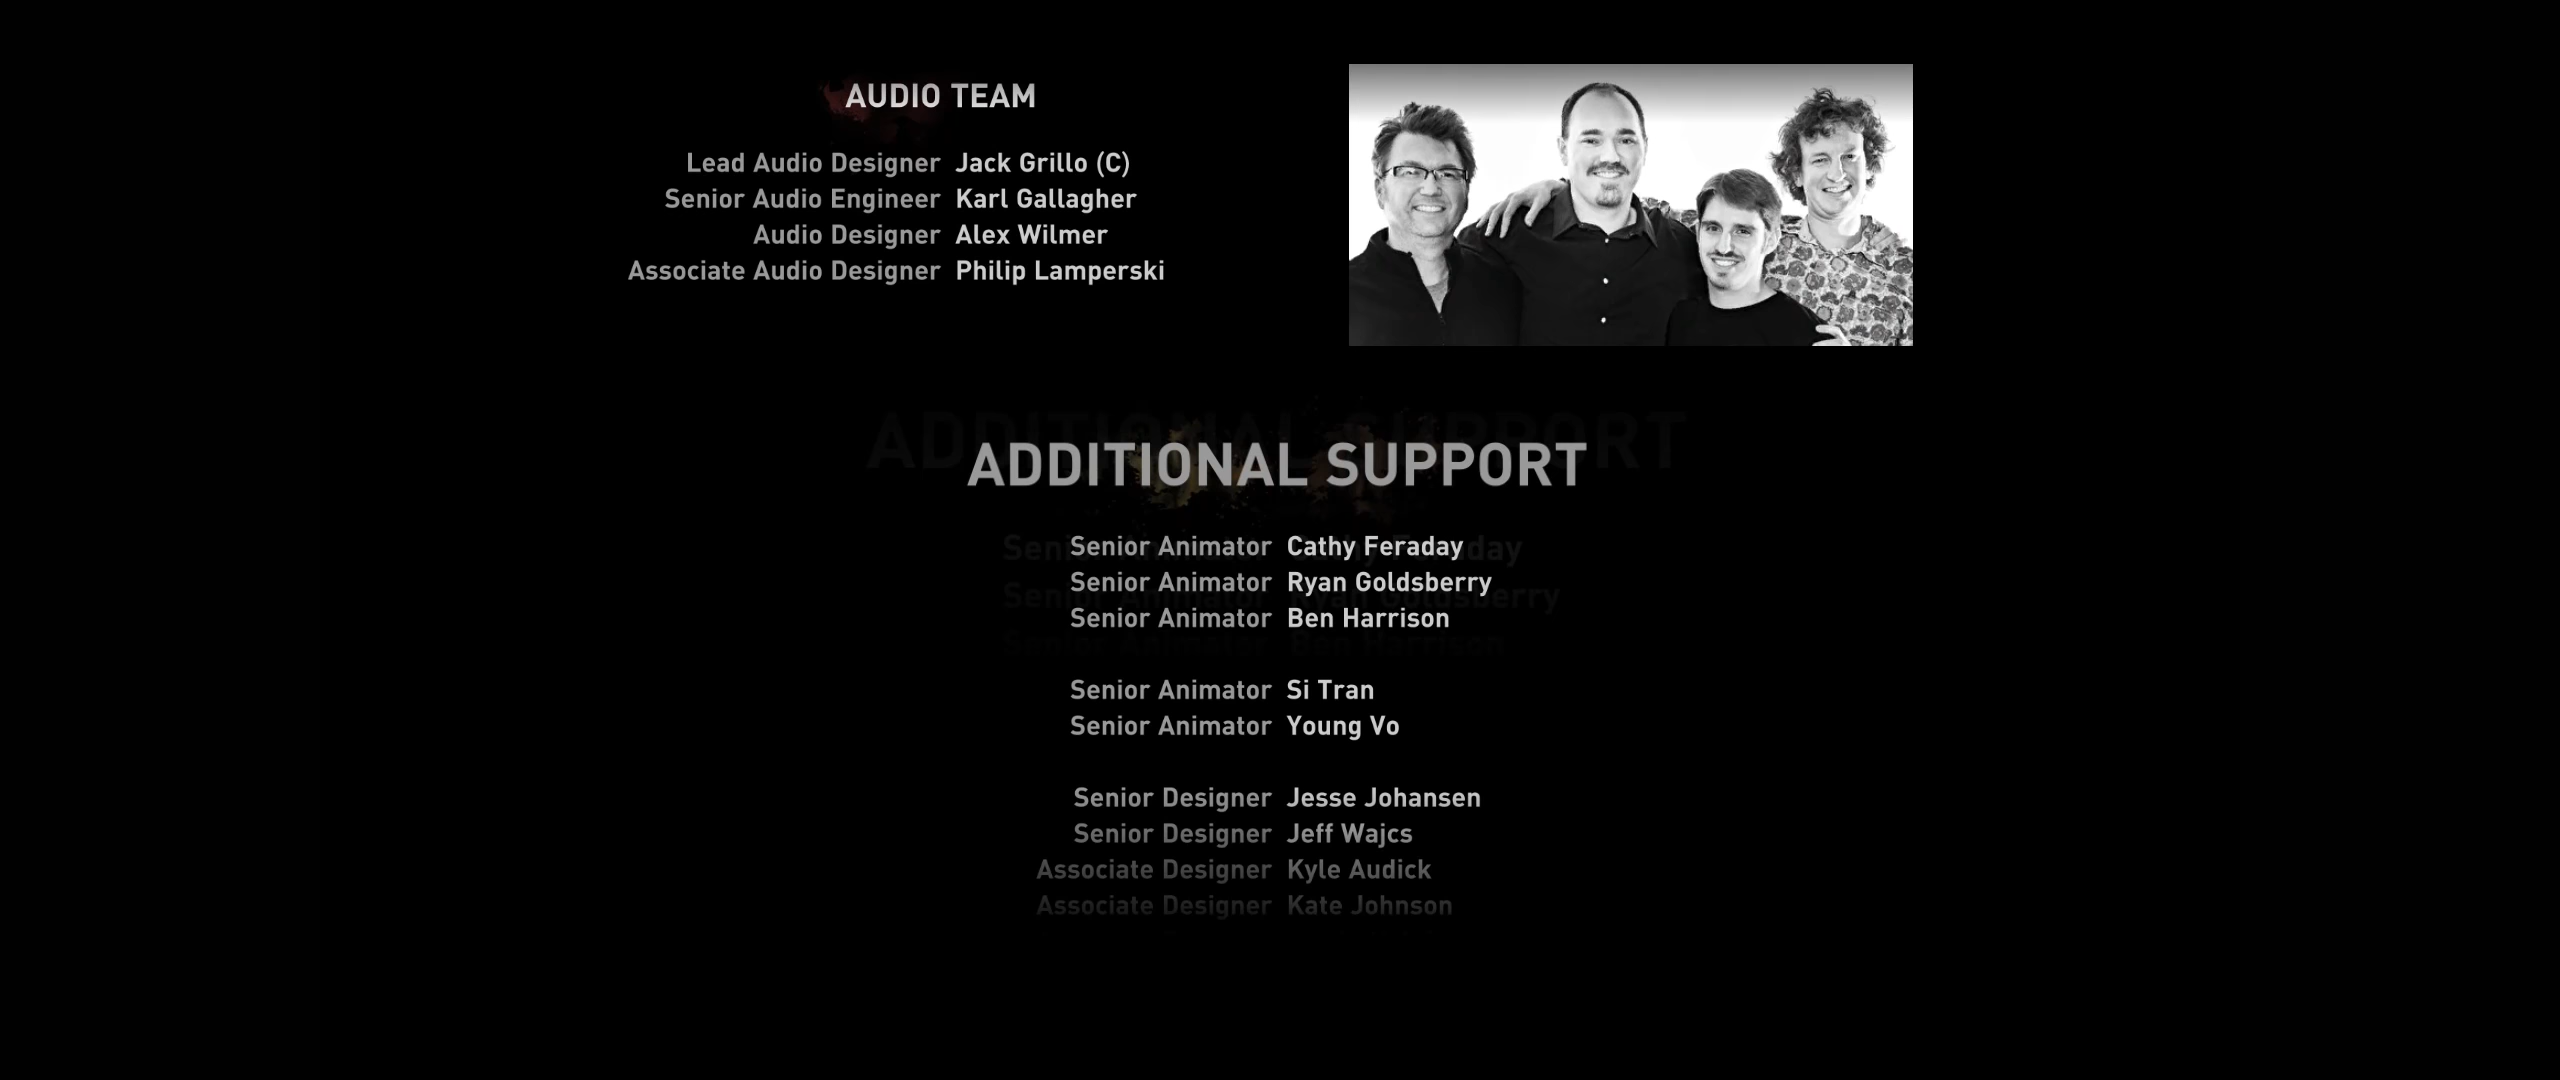 AUDIO TEAM
Lead Audio Designer Jack Grillo (C)
Senior Audio Engineer Karl Gallagher
Audio Designer Alex Wilmer
Associate Audio Designer Philip Lamperski
ADDITIONAL SUPPORT
Senior Animator Cathy Feraday
Senior Animator Ryan Goldsberry
Senior Animator Ben Harrison
Senior Animator Si Tran
Senior Animator Young Vo
Senior Designer Jesse Johansen
Senior Designer Jeff Wajcs
Associate Designer Kyle Audick
Associate Designer Kate Johnson